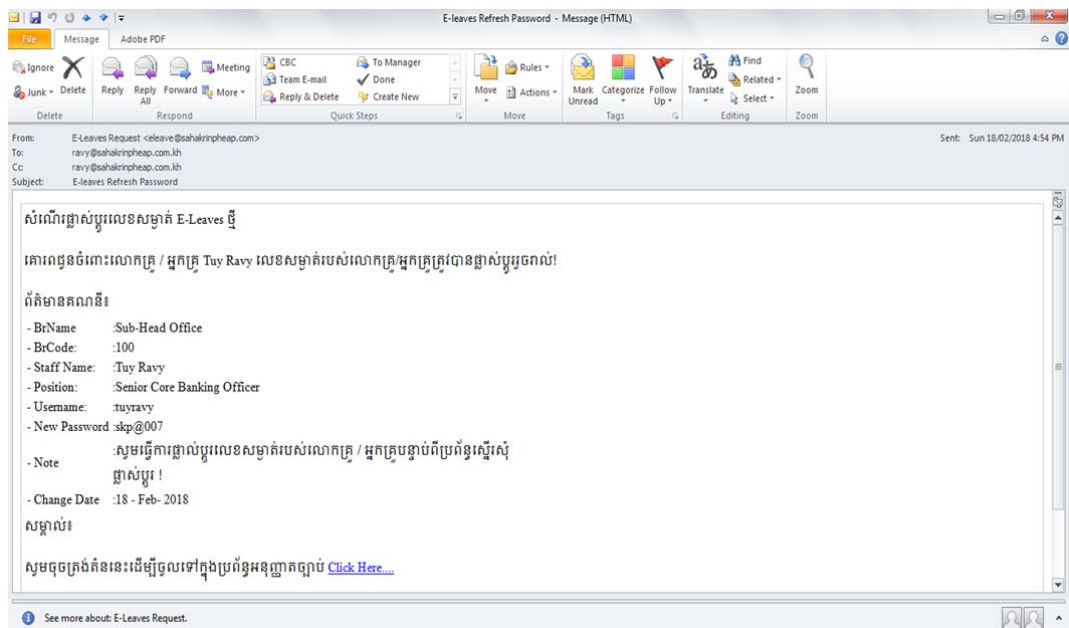 E-leaves Refresh Password - Message (HTML)
File Message Adobe PDF
Ignore
Junk
Delete
Reply
Reply All
Forward
Meeting
More
CBC
Team E-mail
Reply & Delete
To Manager
Done
Create New
Move
Rules
Actions
Mark Unread
Categorize
Follow Up
Translate
Find
Related
Select
Zoom
Delete Respond Quick Steps Move Tags Editing Zoom
From: E-Leaves Request <eleave@sahakrinpheap.com> Sent: Sun 18/02/2018 4:54 PM
To: ravy@sahakrinpheap.com.kh
Cc: ravy@sahakrinpheap.com.kh
Subject: E-leaves Refresh Password
សំណើរផ្លាស់ប្តូរលេខសម្ងាត់ E-Leaves ថ្មី
គោរពជូនចំពោះលោកគ្រូ / អ្នកគ្រូ Tuy Ravy លេខសម្ងាត់របស់លោកគ្រូ/អ្នកគ្រូត្រូវបានផ្លាស់ប្តូររួចរាល់!
ព័ត៌មានគណនី៖
- BrName :Sub-Head Office
- BrCode: :100
- Staff Name: :Tuy Ravy
- Position: :Senior Core Banking Officer
- Username: :tuyravy
- New Password :skp@007
- Note :សូមធ្វើការផ្លាល់ប្តូរលេខសម្ងាត់របស់លោកគ្រូ / អ្នកគ្រូបន្ទាប់ពីប្រព័ន្ធស្នើរសុំ
ផ្លាស់ប្តូរ !
- Change Date :18 - Feb- 2018
សម្គាល់៖
សូមចុចត្រង់តំននេះដើម្បីចូលទៅក្នុងប្រព័ន្ធអនុញ្ញាតច្បាប់ Click Here....
See more about: E-Leaves Request.